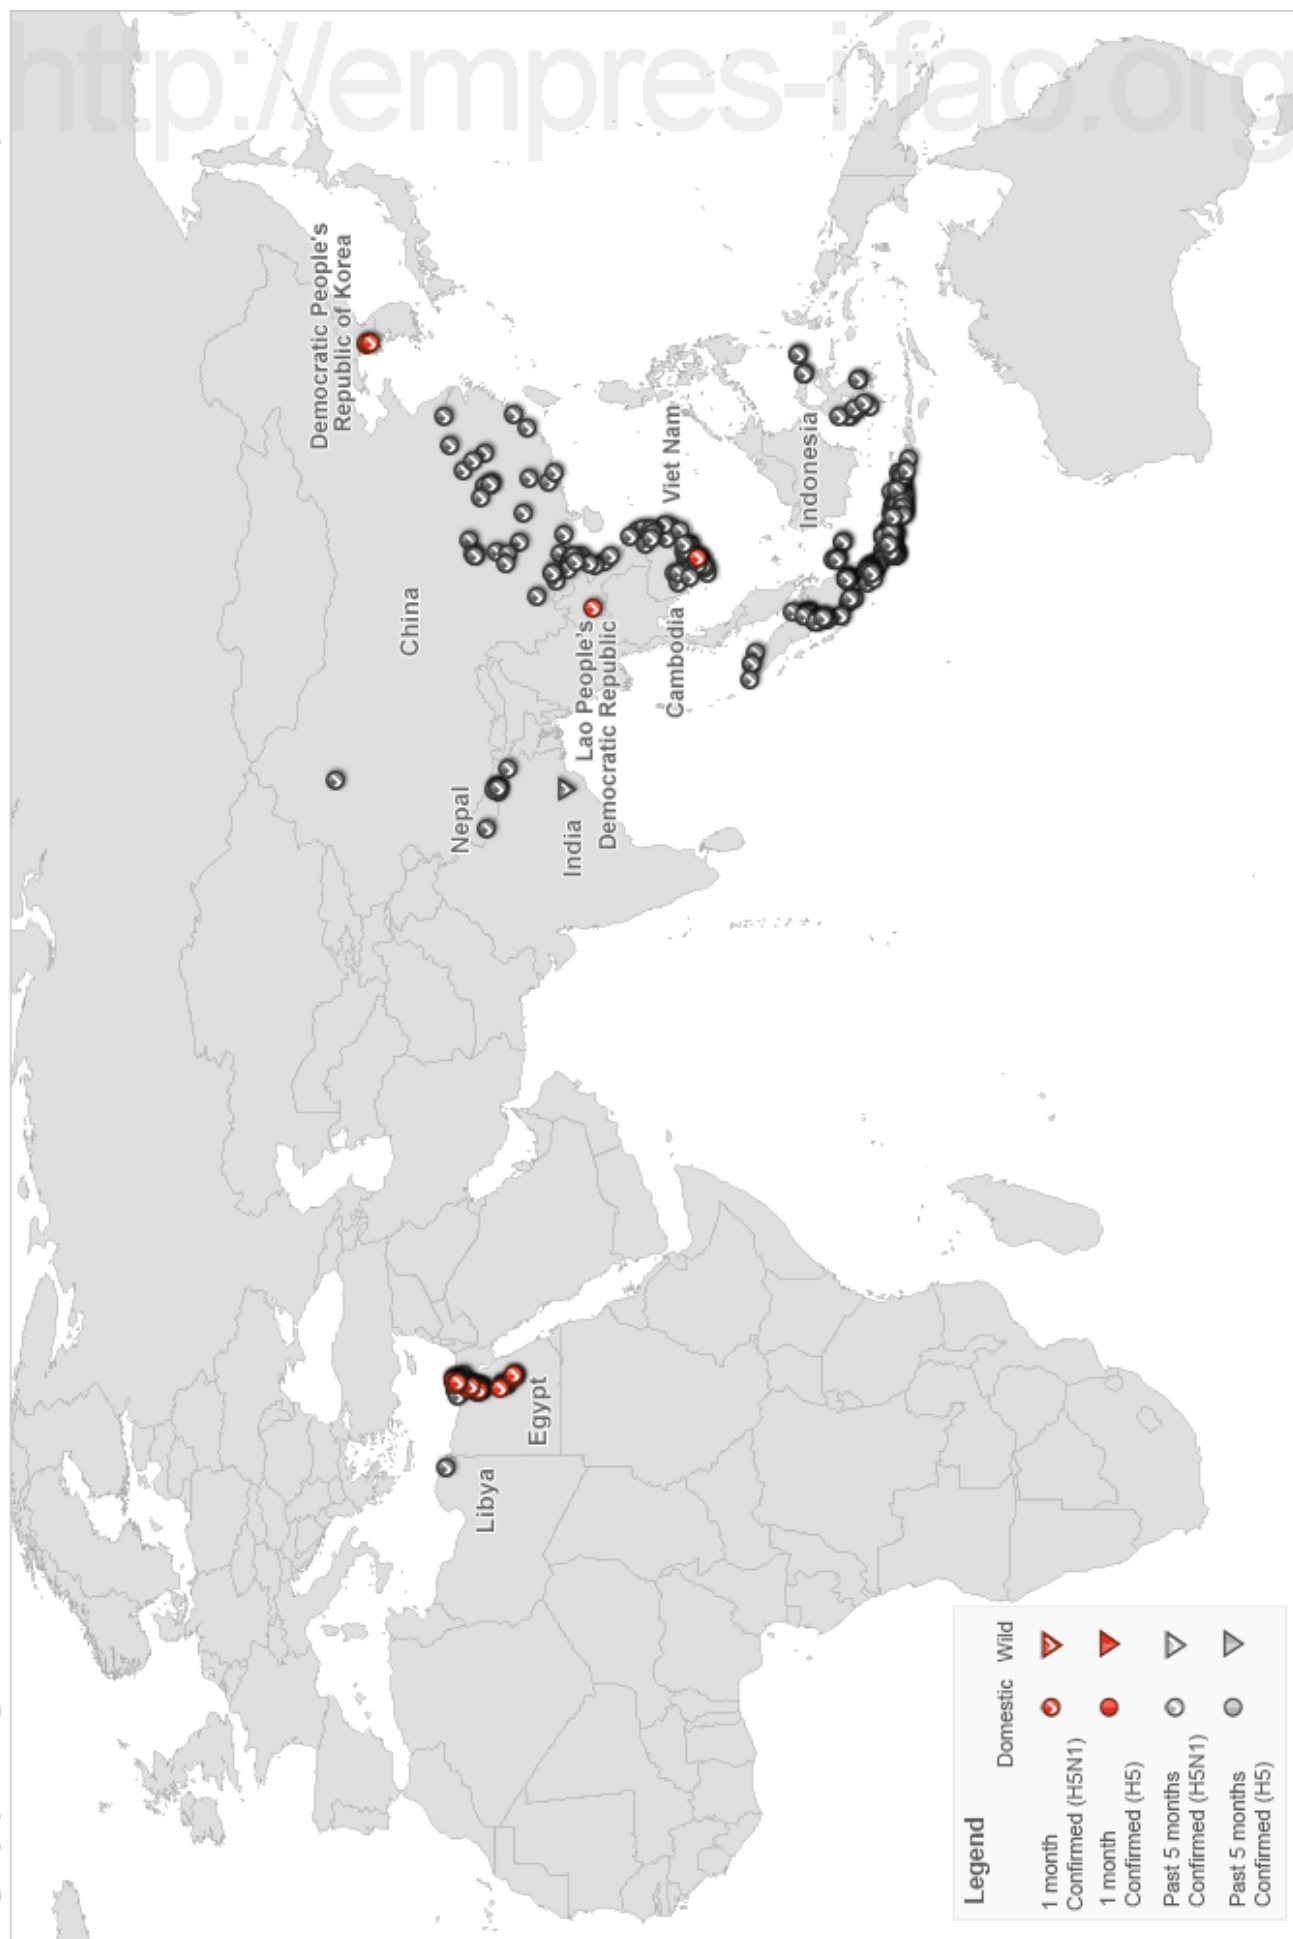 http://empres-i.fao.org
Democratic People's
Republic of Korea
China
Nepal
India
Lao People's
Democratic Republic
Viet Nam
Cambodia
Indonesia
Egypt
Libya
Legend
Domestic Wild
1 month
Confirmed (H5N1)
1 month
Confirmed (H5)
Past 5 months
Confirmed (H5N1)
Past 5 months
Confirmed (H5)